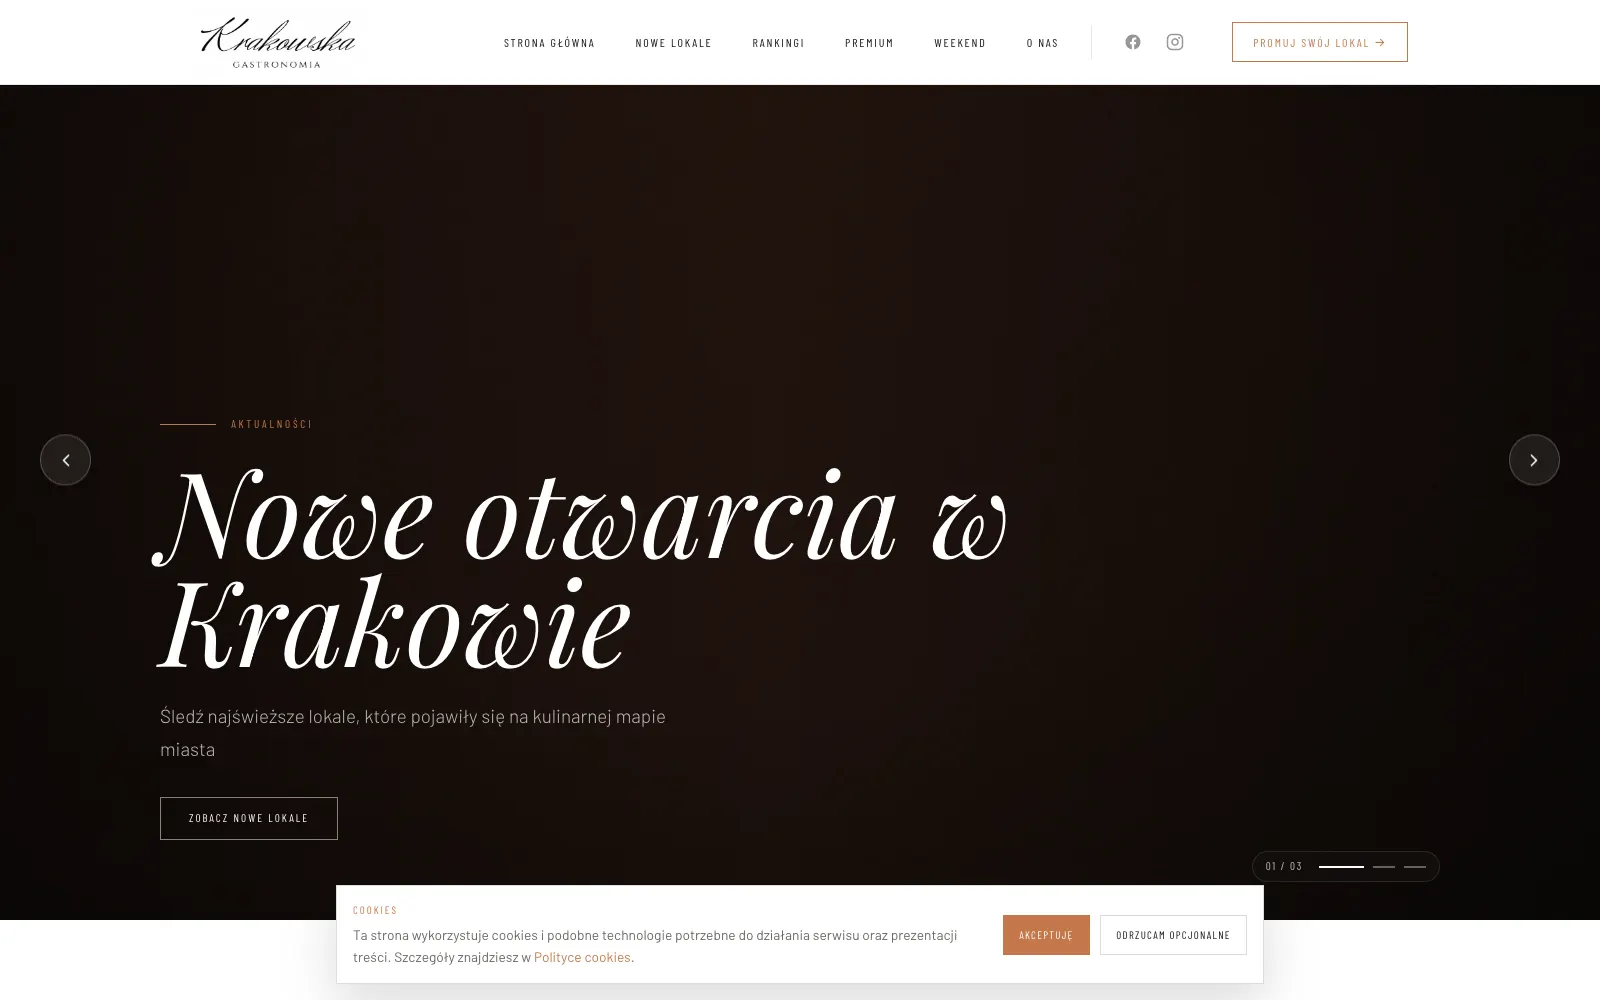 Krakowska
GASTRONOMIA
STRONA GŁÓWNA
NOWE LOKALE
RANKINGI
PREMIUM
WEEKEND
O NAS
PROMUJ SWÓJ LOKAL →
AKTUALNOŚCI
Nowe otwarcia w
Krakowie
Śledź najświeższe lokale, które pojawiły się na kulinarnej mapie
miasta
ZOBACZ NOWE LOKALE
01 / 03
COOKIES
Ta strona wykorzystuje cookies i podobne technologie potrzebne do działania serwisu oraz prezentacji
treści. Szczegóły znajdziesz w Polityce cookies.
AKCEPTUJĘ
ODRZUCAM OPCJONALNE